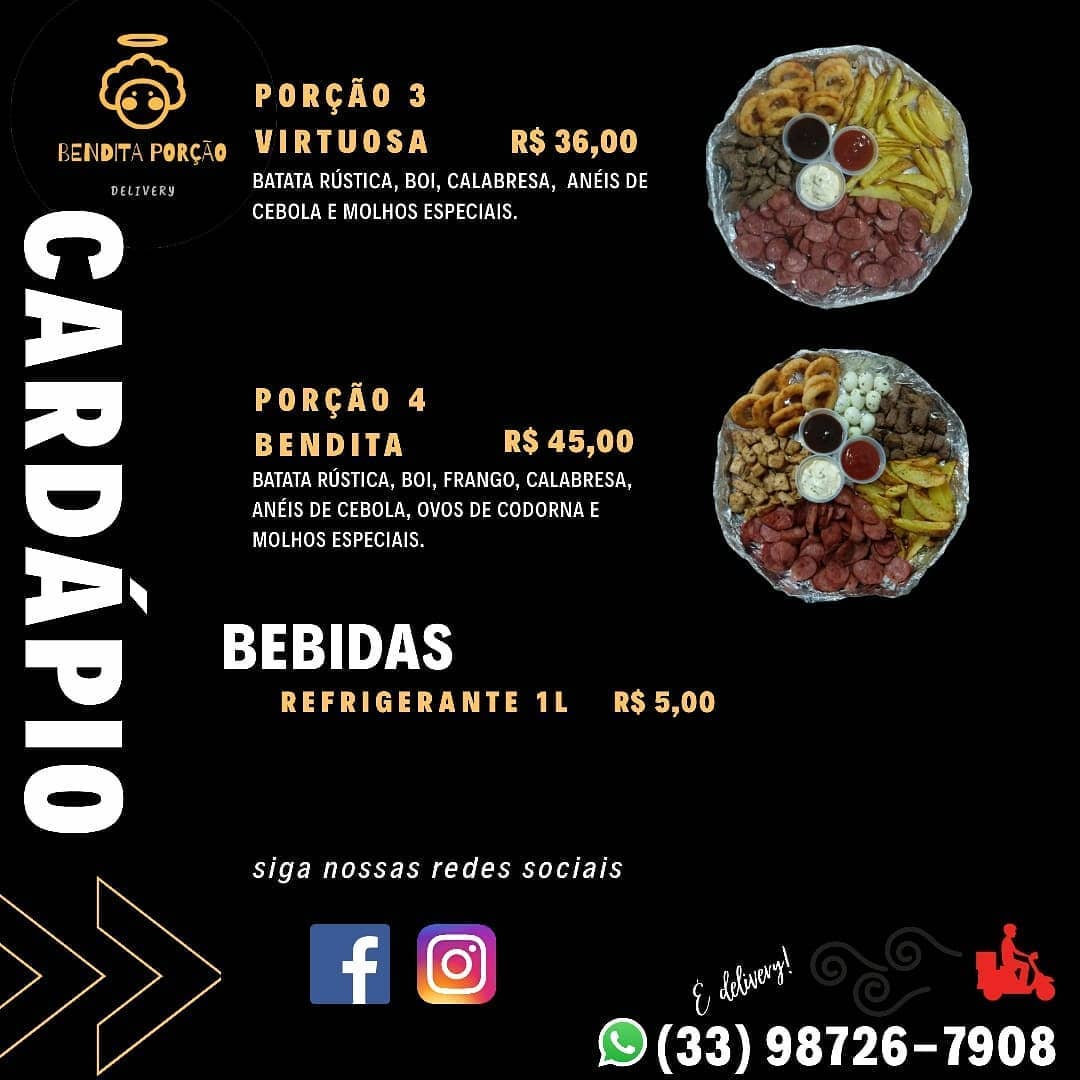 BENDITA PORÇÃO
DELIVERY
CARDÁPIO
PORÇÃO 3
VIRTUOSA R$ 36,00
BATATA RÚSTICA, BOI, CALABRESA, ANÉIS DE
CEBOLA E MOLHOS ESPECIAIS.
PORÇÃO 4
BENDITA R$ 45,00
BATATA RÚSTICA, BOI, FRANGO, CALABRESA,
ANÉIS DE CEBOLA, OVOS DE CODORNA E
MOLHOS ESPECIAIS.
BEBIDAS
REFRIGERANTE 1L R$ 5,00
siga nossas redes sociais
E delivery!
(33) 98726-7908